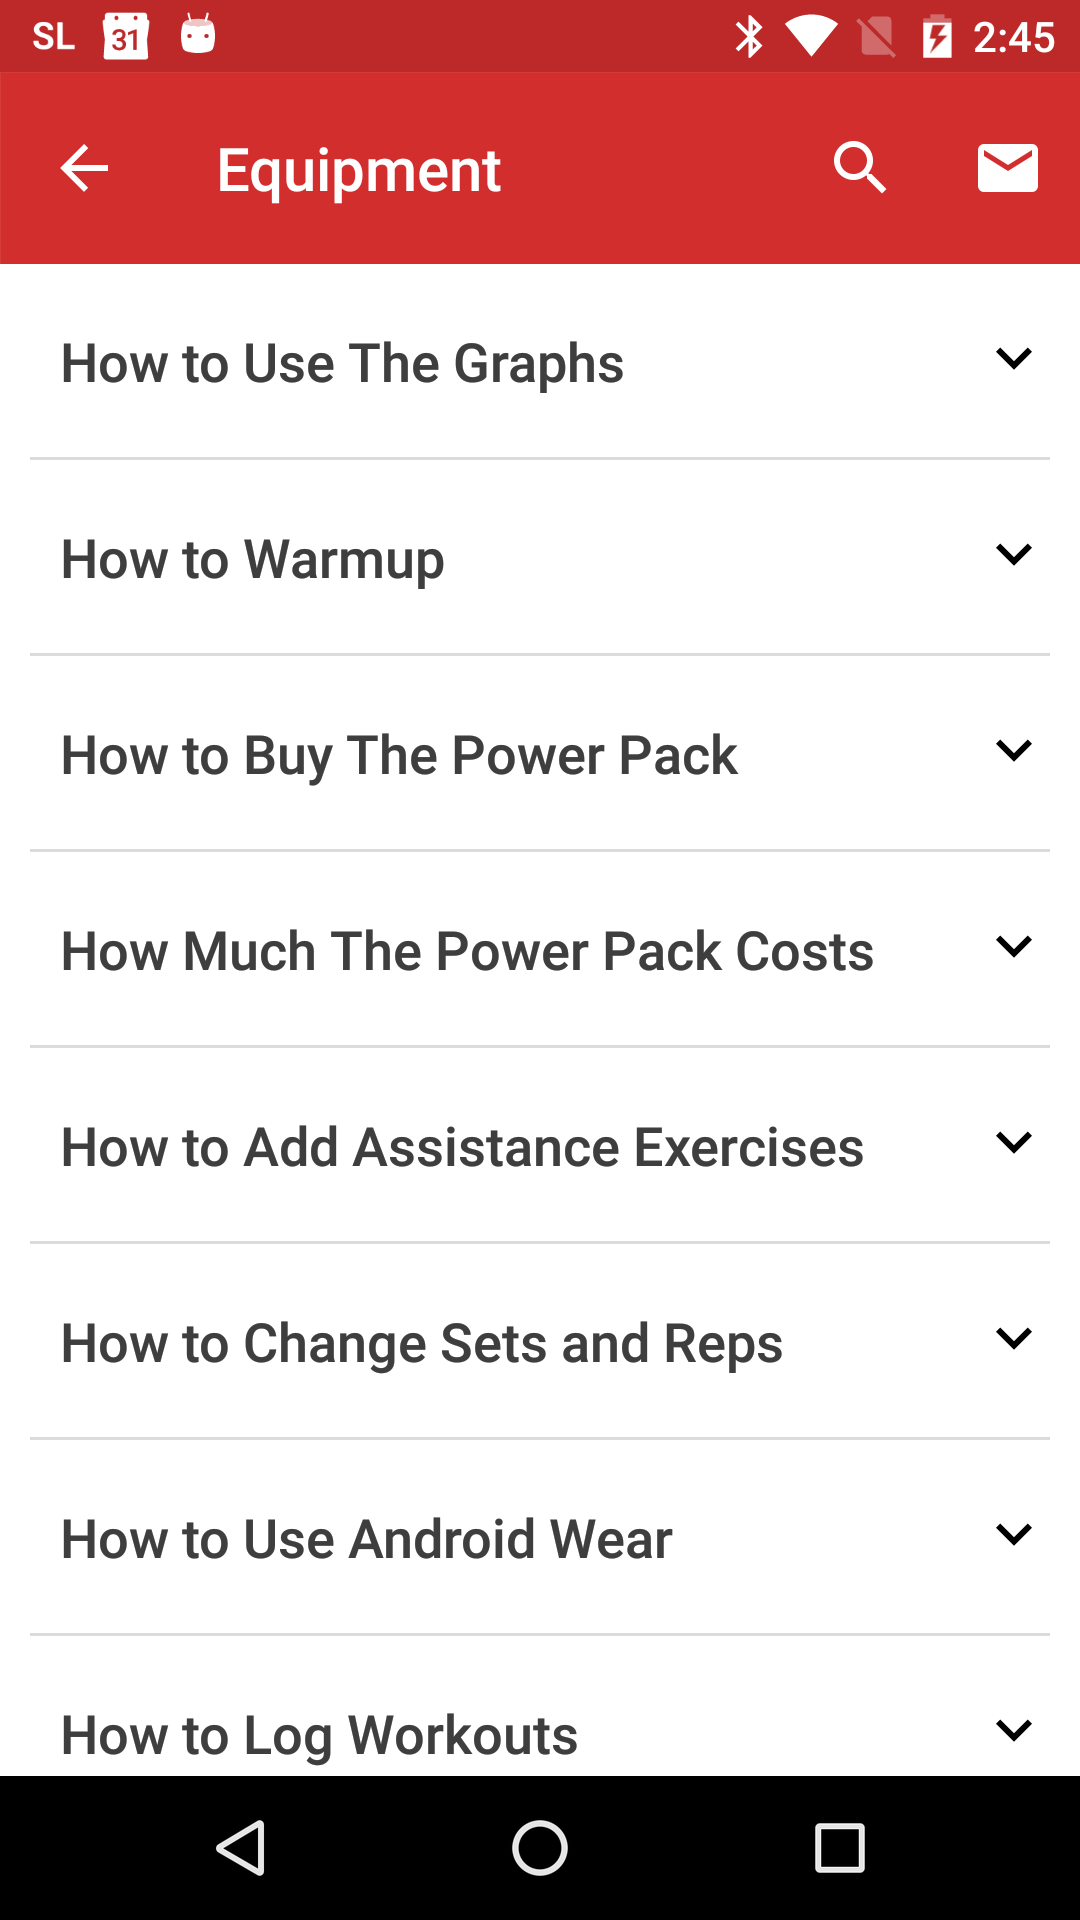 SL 31 2:45
Equipment
How to Use The Graphs
How to Warmup
How to Buy The Power Pack
How Much The Power Pack Costs
How to Add Assistance Exercises
How to Change Sets and Reps
How to Use Android Wear
How to Log Workouts